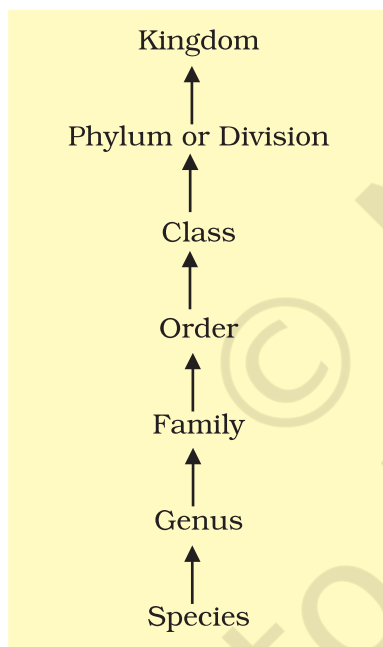 Kingdom
Phylum or Division
Class
Order
Family
Genus
Species